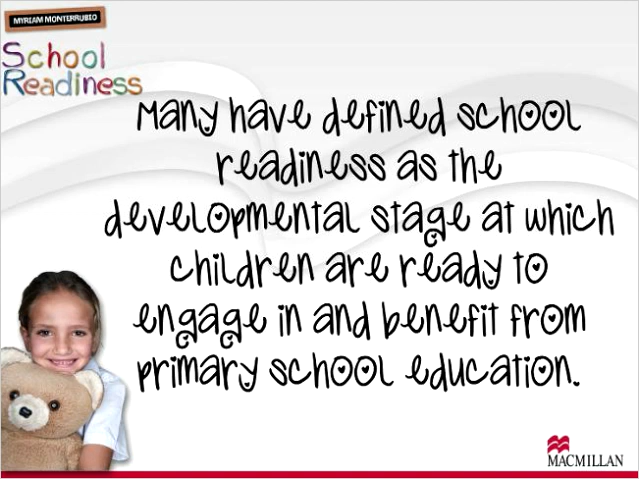 MYRIAM MONTERRUBIO
School
Readiness
Many have defined school
readiness as the
developmental stage at which
children are ready to
engage in and benefit from
primary school education.
MACMILLAN